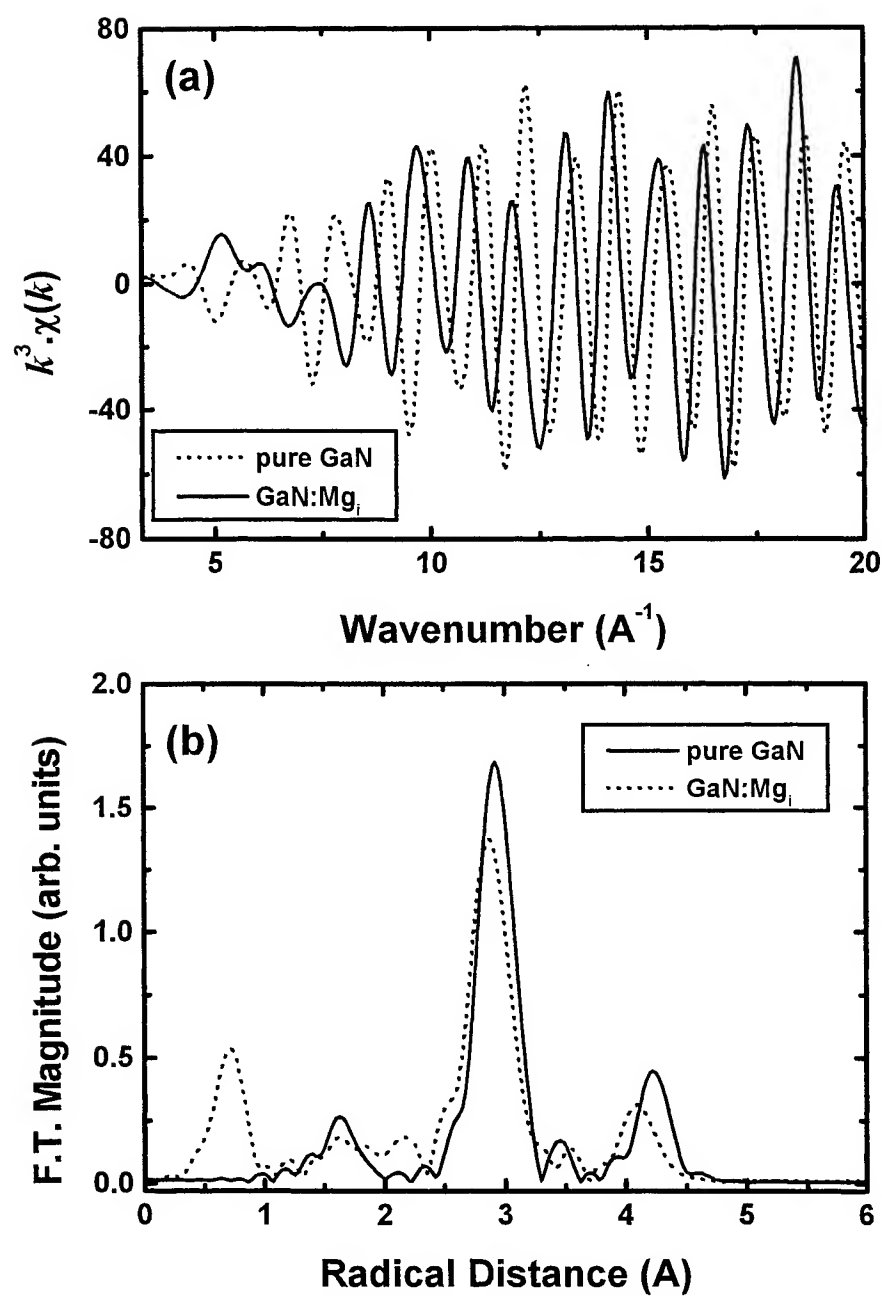 80
(a)
40
0
-40
-80
k³.χ(k)
pure GaN
GaN:Mgᵢ
5
10
15
20
Wavenumber (A⁻¹)
2.0
(b)
pure GaN
GaN:Mgᵢ
1.5
1.0
0.5
0.0
F.T. Magnitude (arb. units)
0
1
2
3
4
5
6
Radical Distance (A)